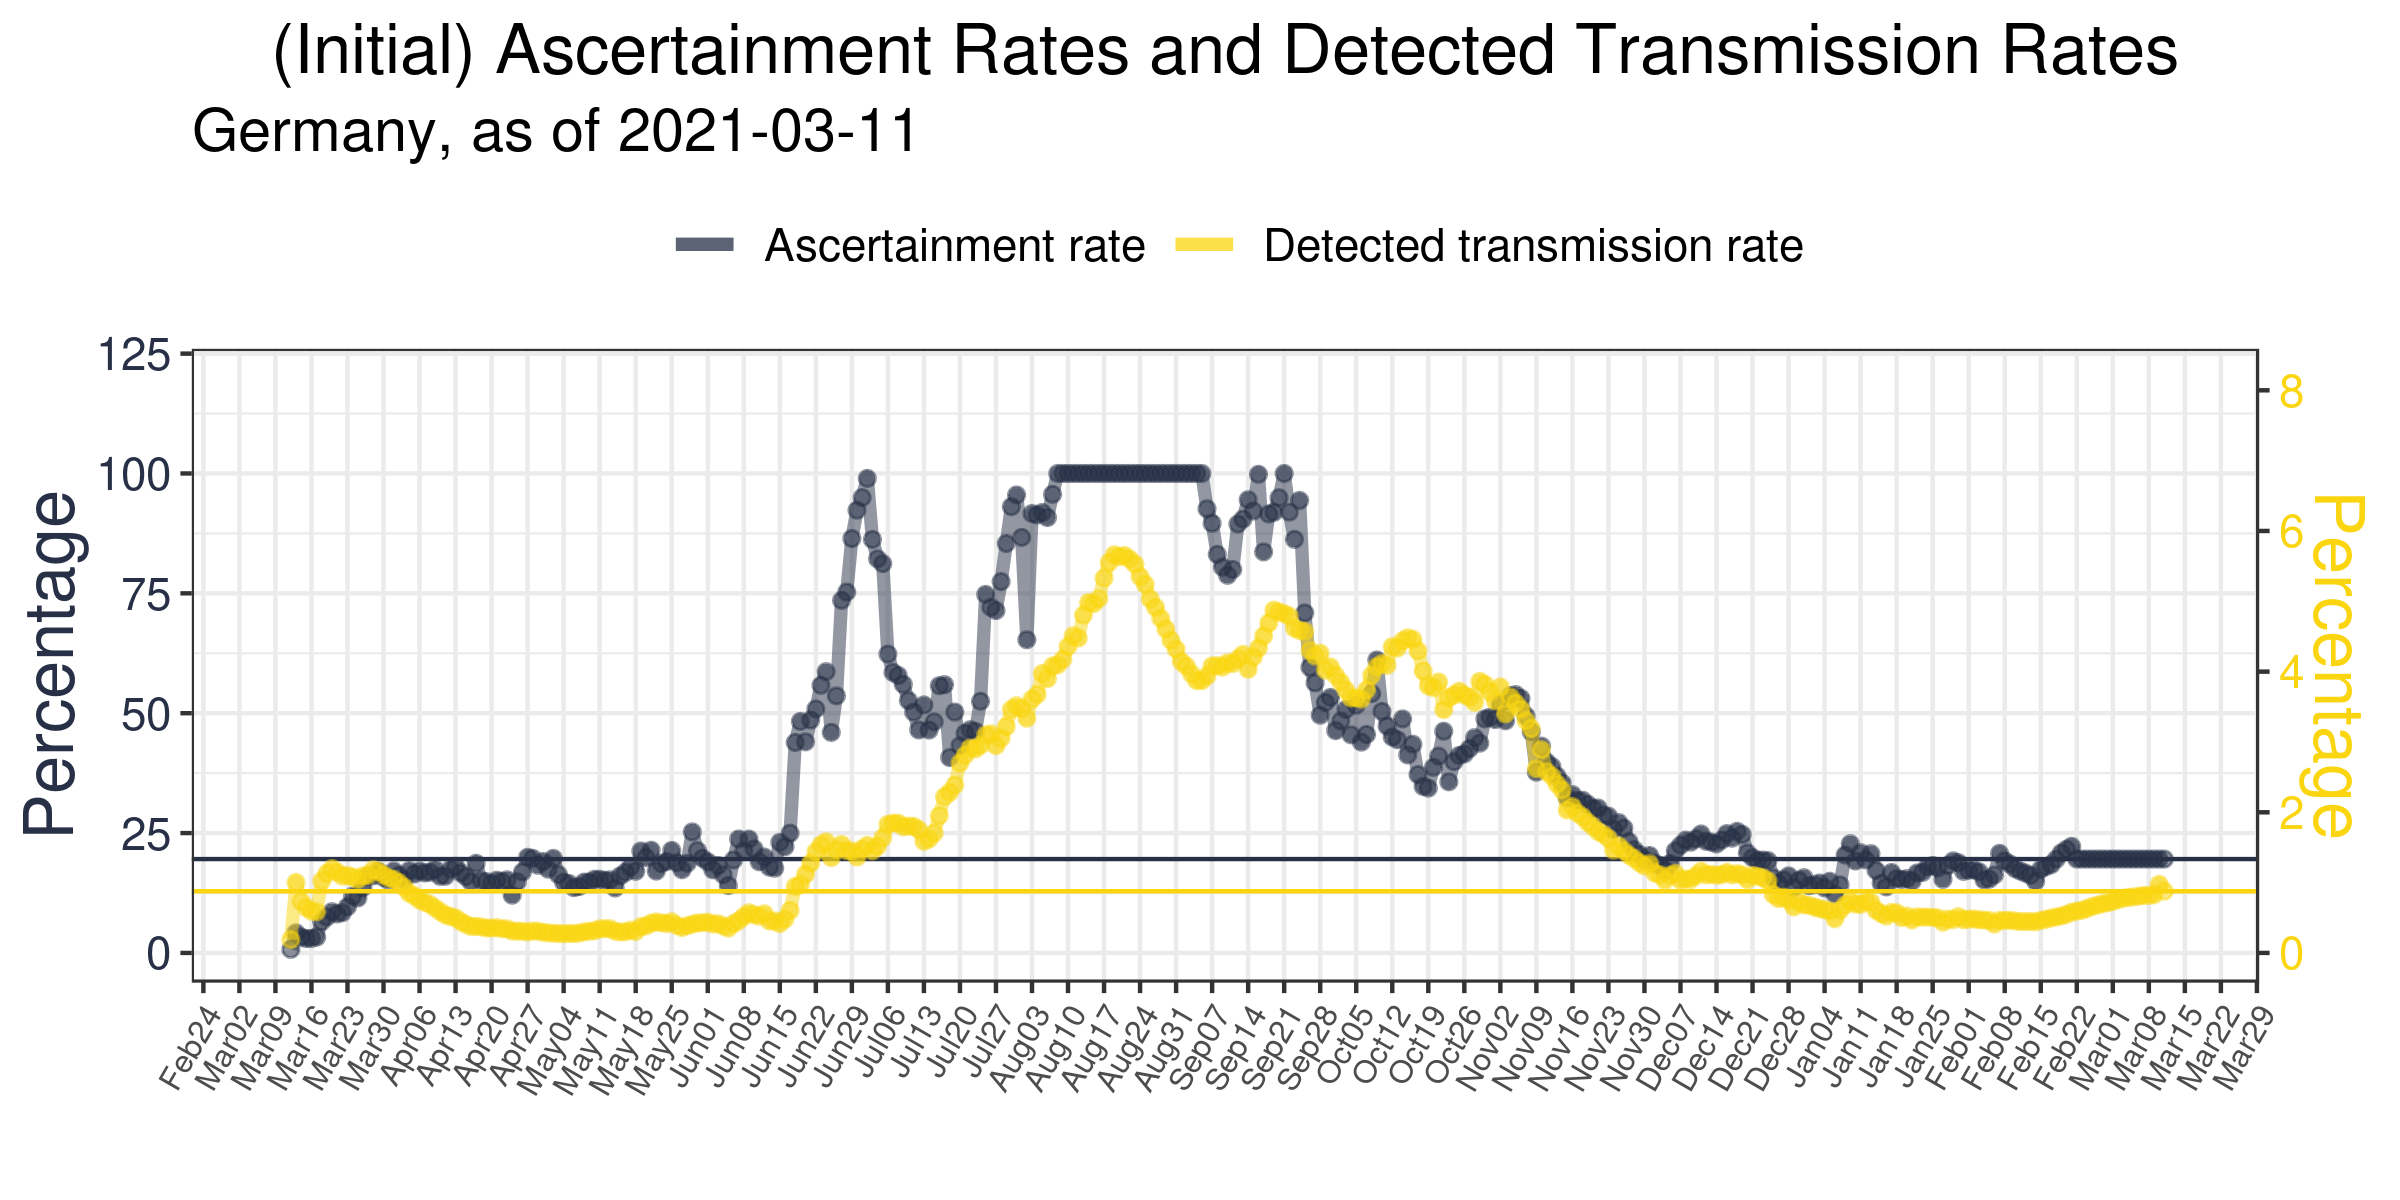 (Initial) Ascertainment Rates and Detected Transmission Rates
Germany, as of 2021-03-11
Ascertainment rate
Detected transmission rate
Percentage
125
100
75
50
25
0
8
6
4
2
0
Percentage
Feb24
Mar02
Mar09
Mar16
Mar23
Mar30
Apr06
Apr13
Apr20
Apr27
May04
May11
May18
May25
Jun01
Jun08
Jun15
Jun22
Jun29
Jul06
Jul13
Jul20
Jul27
Aug03
Aug10
Aug17
Aug24
Aug31
Sep07
Sep14
Sep21
Sep28
Oct05
Oct12
Oct19
Oct26
Nov02
Nov09
Nov16
Nov23
Nov30
Dec07
Dec14
Dec21
Dec28
Jan04
Jan11
Jan18
Jan25
Feb01
Feb08
Feb15
Feb22
Mar01
Mar08
Mar15
Mar22
Mar29